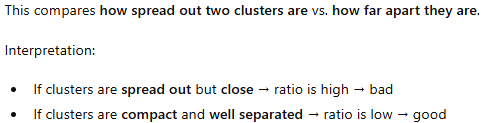 This compares how spread out two clusters are vs. how far apart they are.
Interpretation:
• If clusters are spread out but close → ratio is high → bad
• If clusters are compact and well separated → ratio is low → good